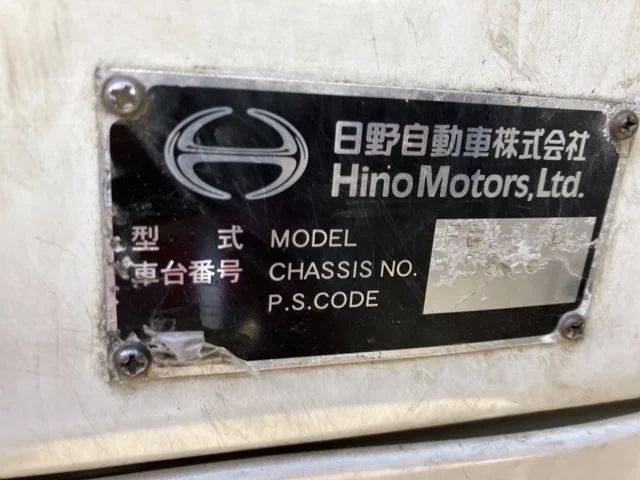 日野自動車株式会社
Hino Motors, Ltd.
型 式 MODEL
車台番号 CHASSIS NO.
P.S.CODE